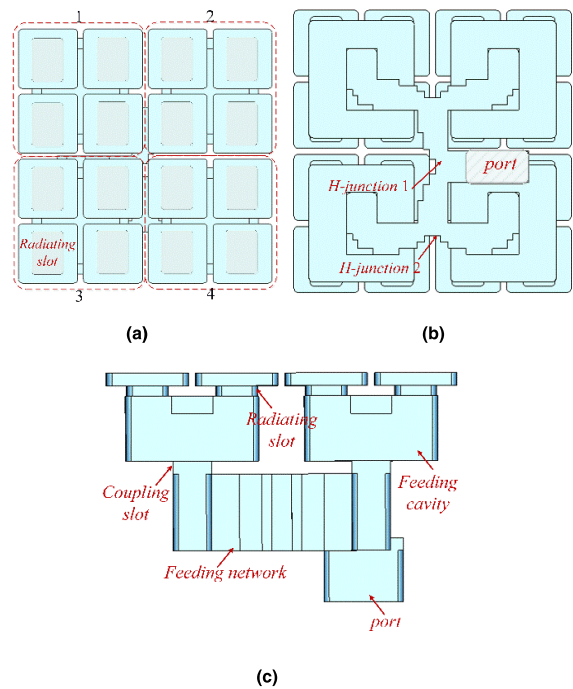 1 2
Radiating
slot
3 4
(a)
port
H-junction 1
H-junction 2
(b)
Radiating
slot
Coupling
slot
Feeding
cavity
Feeding network
port
(c)